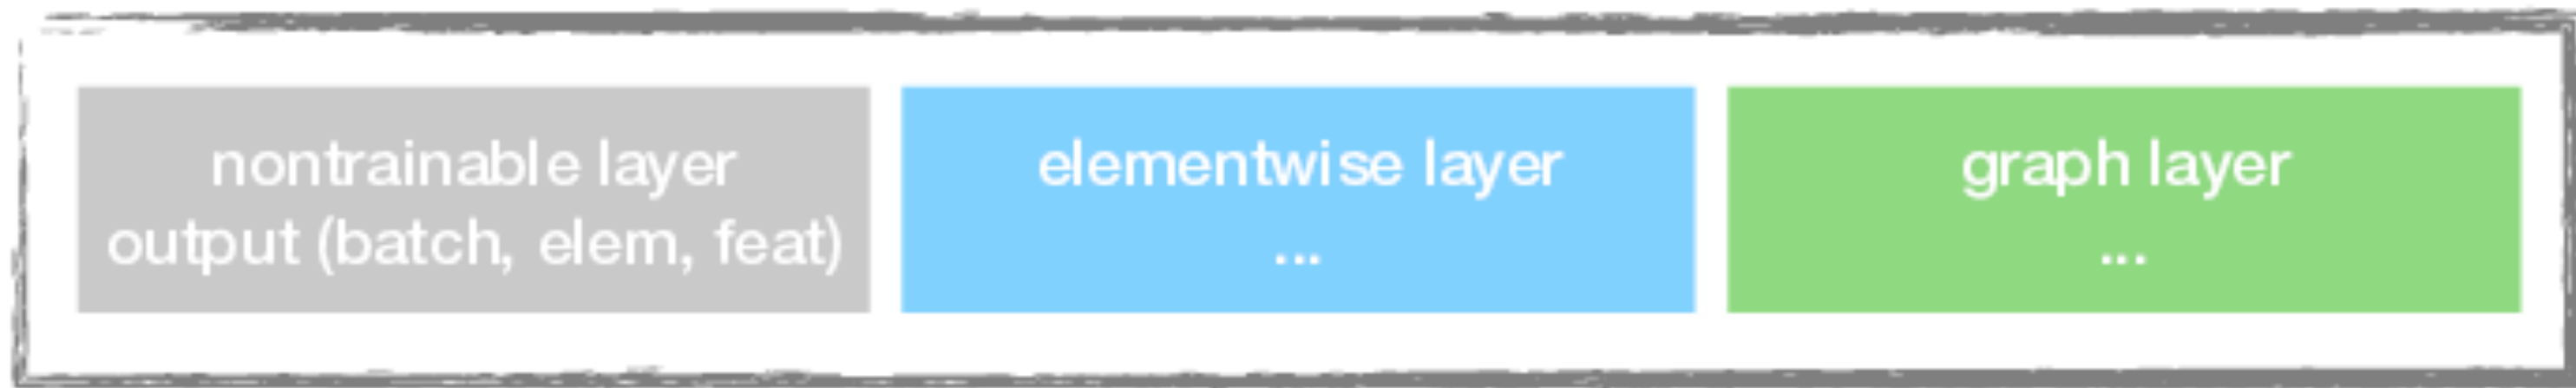 nontrainable layer
output (batch, elem, feat)
elementwise layer
...
graph layer
...